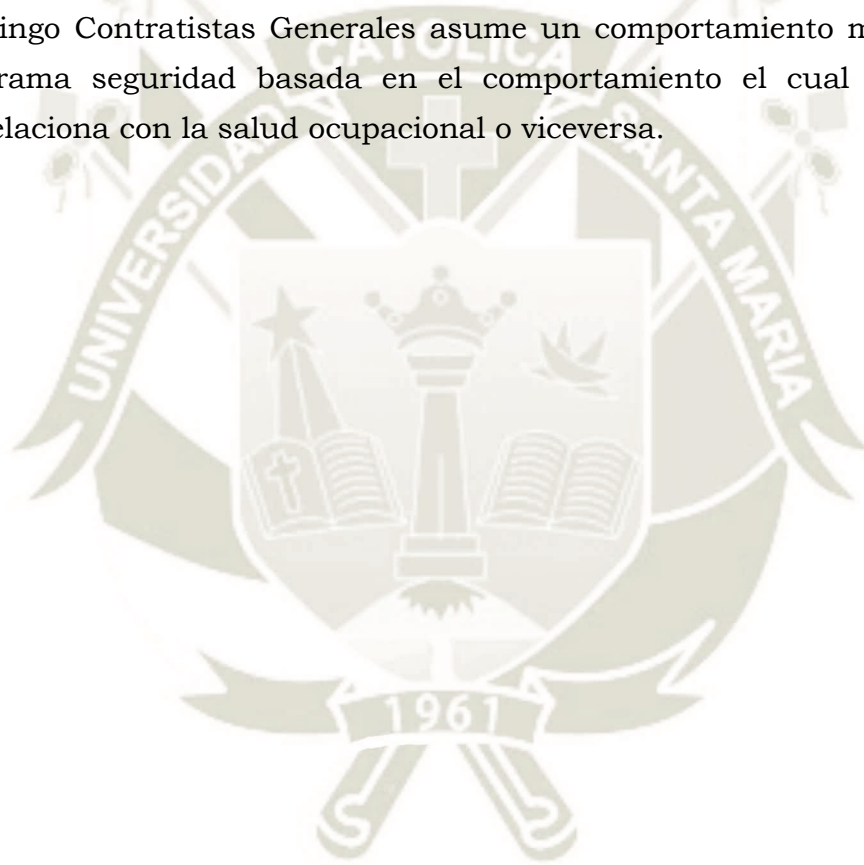 ingo Contratistas Generales asume un comportamiento m
rama seguridad basada en el comportamiento el cual
elaciona con la salud ocupacional o viceversa.
UNIVERSIDAD CATOLICA SANTA MARIA
1961